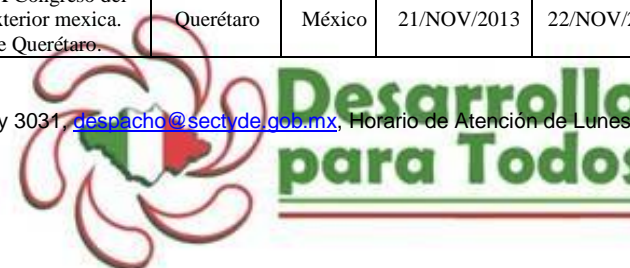 Congreso del
xterior mexica.
e Querétaro.
Querétaro
México
21/NOV/2013
22/NOV/2
y 3031, despacho@sectyde.gob.mx, Horario de Atención de Lunes
Desarrollo
para Todos